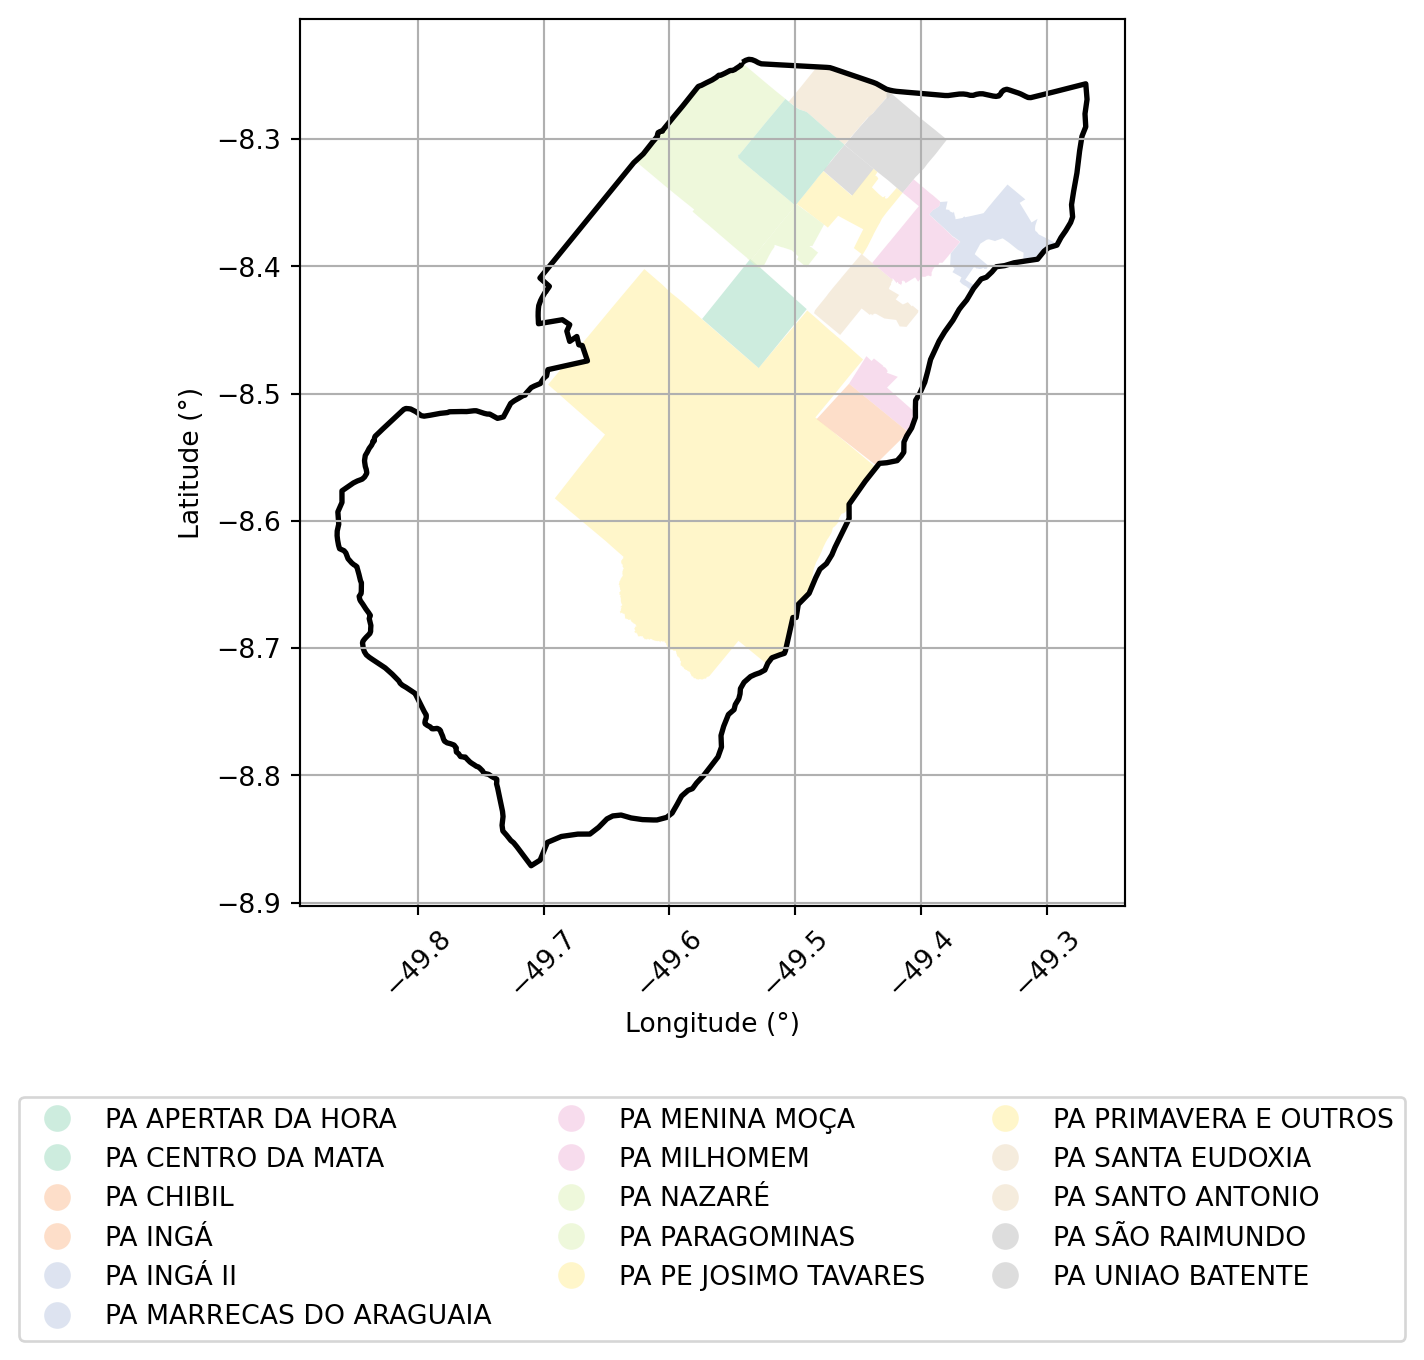 −8.3
−8.4
−8.5
−8.6
−8.7
−8.8
−8.9
Latitude (°)
−49.8
−49.7
−49.6
−49.5
−49.4
−49.3
Longitude (°)
PA APERTAR DA HORA
PA CENTRO DA MATA
PA CHIBIL
PA INGÁ
PA INGÁ II
PA MARRECAS DO ARAGUAIA
PA MENINA MOÇA
PA MILHOMEM
PA NAZARÉ
PA PARAGOMINAS
PA PE JOSIMO TAVARES
PA PRIMAVERA E OUTROS
PA SANTA EUDOXIA
PA SANTO ANTONIO
PA SÃO RAIMUNDO
PA UNIAO BATENTE